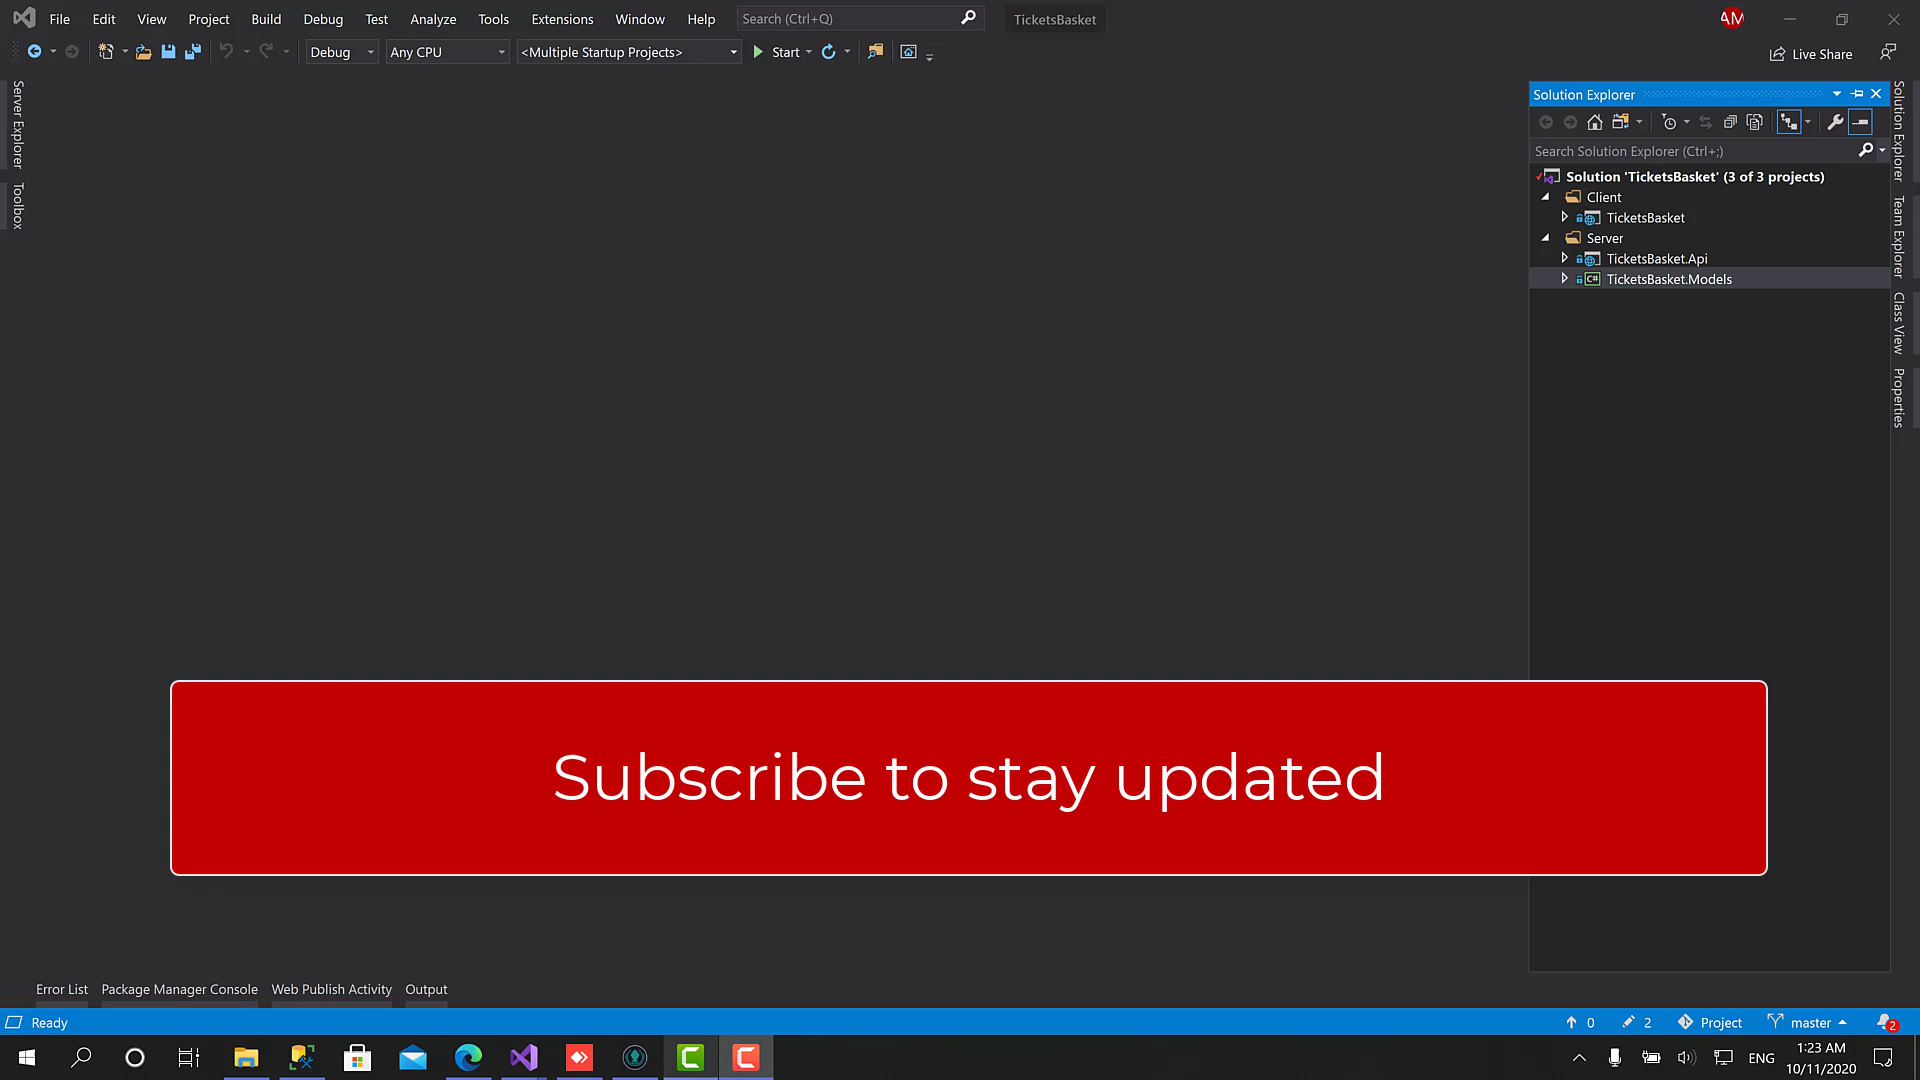 File Edit View Project Build Debug Test Analyze Tools Extensions Window Help Search (Ctrl+Q) TicketsBasket AM
Debug Any CPU <Multiple Startup Projects> Start Live Share
Server Explorer
Toolbox
Solution Explorer
Search Solution Explorer (Ctrl+;)
Solution 'TicketsBasket' (3 of 3 projects)
Client
TicketsBasket
Server
TicketsBasket.Api
C# TicketsBasket.Models
Solution Explorer
Team Explorer
Class View
Properties
Subscribe to stay updated
Error List Package Manager Console Web Publish Activity Output
Ready 0 2 Project master 2
ENG 1:23 AM
10/11/2020